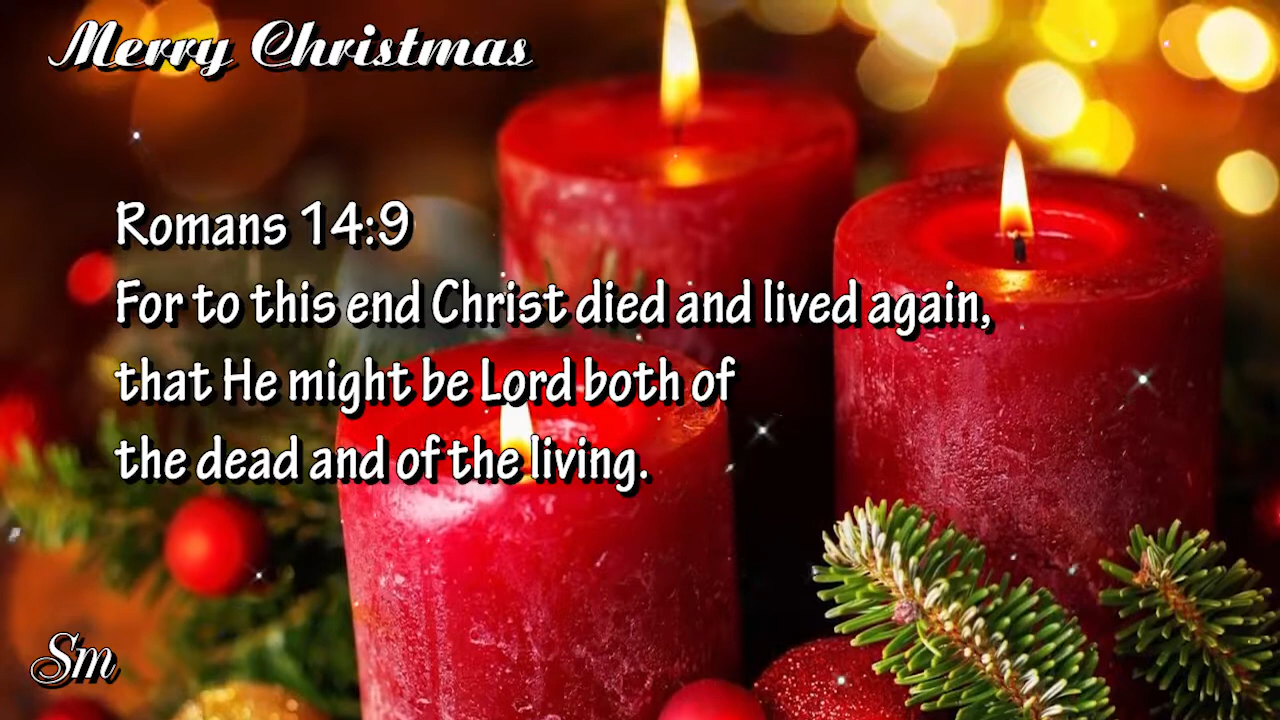 Merry Christmas
Romans 14:9
For to this end Christ died and lived again,
that He might be Lord both of
the dead and of the living.
Sm